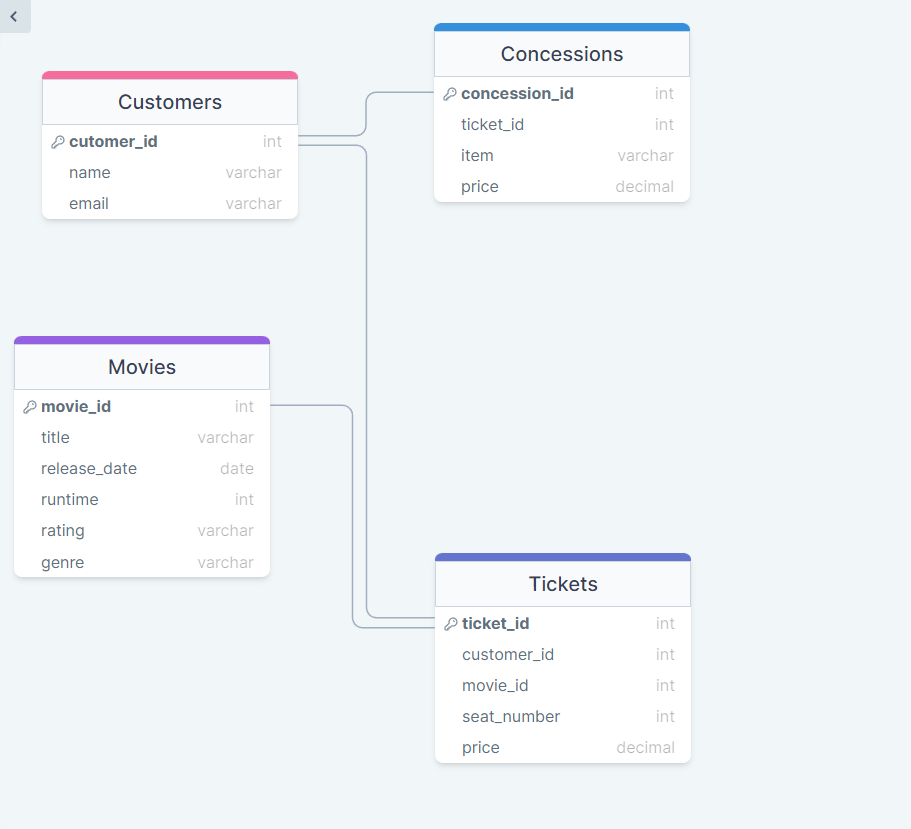 Customers
cutomer_id int
name varchar
email varchar
Concessions
concession_id int
ticket_id int
item varchar
price decimal
Movies
movie_id int
title varchar
release_date date
runtime int
rating varchar
genre varchar
Tickets
ticket_id int
customer_id int
movie_id int
seat_number int
price decimal